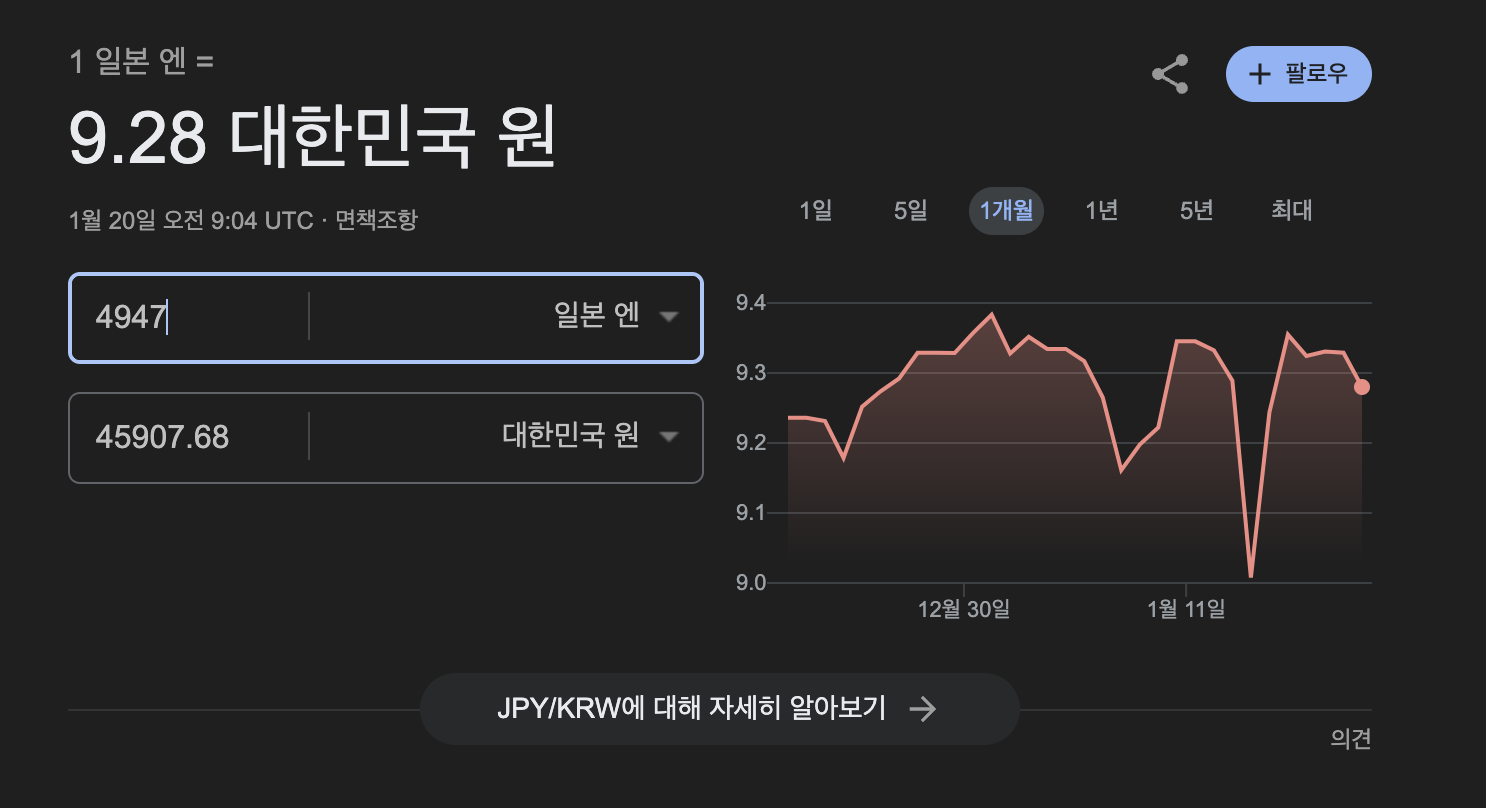 1 일본 엔 =
9.28 대한민국 원
1월 20일 오전 9:04 UTC · 면책조항
팔로우
1일 5일 1개월 1년 5년 최대
4947 일본 엔
45907.68 대한민국 원
9.4
9.3
9.2
9.1
9.0
12월 30일 1월 11일
JPY/KRW에 대해 자세히 알아보기
의견